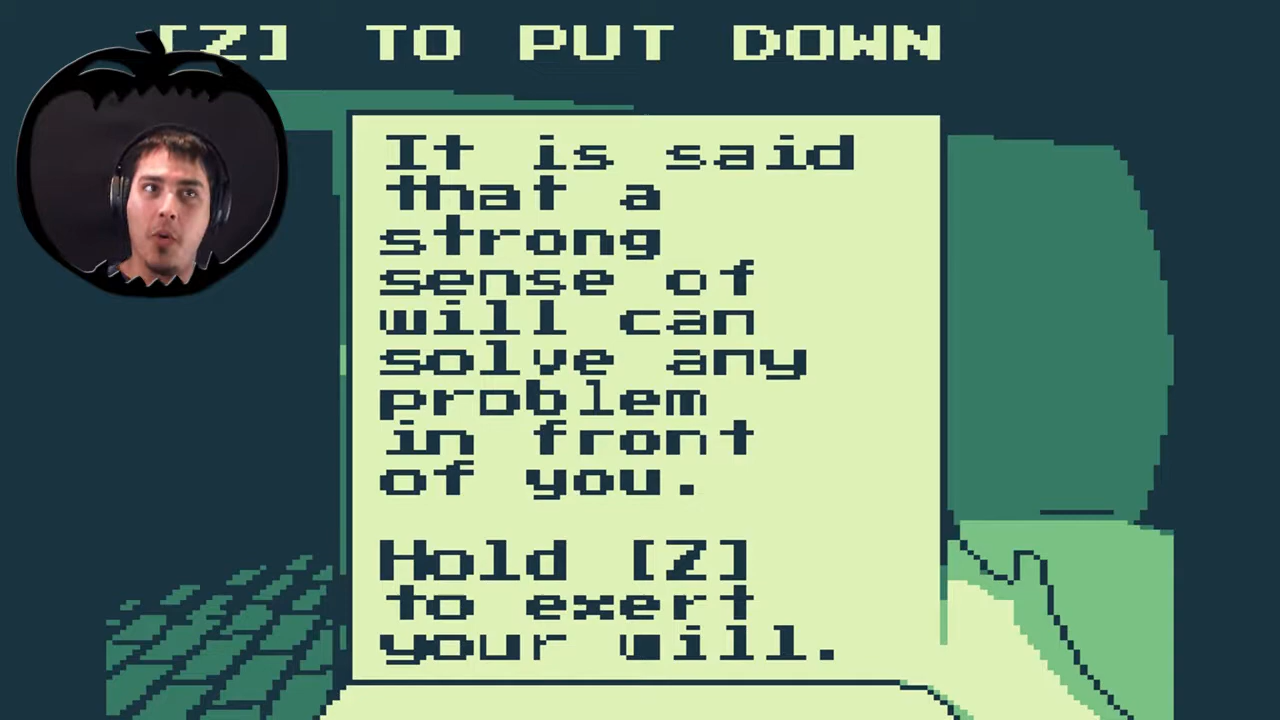 [Z] TO PUT DOWN
It is said
that a
strong
sense of
will can
solve any
problem
in front
of you.
Hold [Z]
to exert
your will.